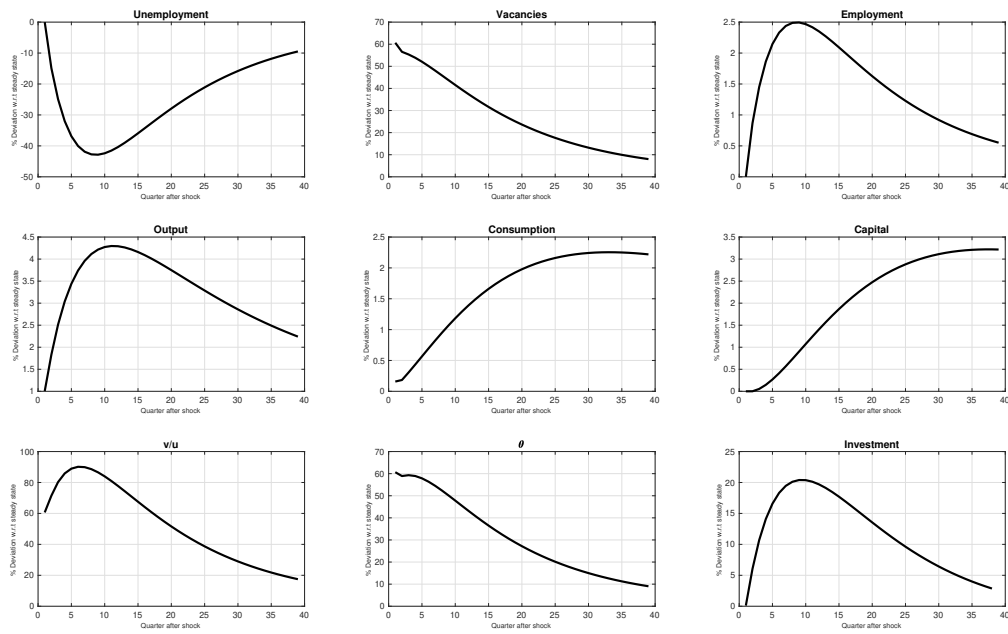 Unemployment
% Deviation w.r.t steady state
0
-10
-20
-30
-40
-50
0 5 10 15 20 25 30 35 40
Quarter after shock
Vacancies
% Deviation w.r.t steady state
70
60
50
40
30
20
10
0
0 5 10 15 20 25 30 35 40
Quarter after shock
Employment
% Deviation w.r.t steady state
2.5
2
1.5
1
0.5
0
0 5 10 15 20 25 30 35 40
Quarter after shock
Output
% Deviation w.r.t steady state
4.5
4
3.5
3
2.5
2
1.5
1
0 5 10 15 20 25 30 35 40
Quarter after shock
Consumption
% Deviation w.r.t steady state
2.5
2
1.5
1
0.5
0
0 5 10 15 20 25 30 35 40
Quarter after shock
Capital
% Deviation w.r.t steady state
3.5
3
2.5
2
1.5
1
0.5
0
0 5 10 15 20 25 30 35 40
Quarter after shock
v/u
% Deviation w.r.t steady state
100
80
60
40
20
0
0 5 10 15 20 25 30 35 40
Quarter after shock
θ
% Deviation w.r.t steady state
70
60
50
40
30
20
10
0
0 5 10 15 20 25 30 35 40
Quarter after shock
Investment
% Deviation w.r.t steady state
25
20
15
10
5
0
0 5 10 15 20 25 30 35 40
Quarter after shock